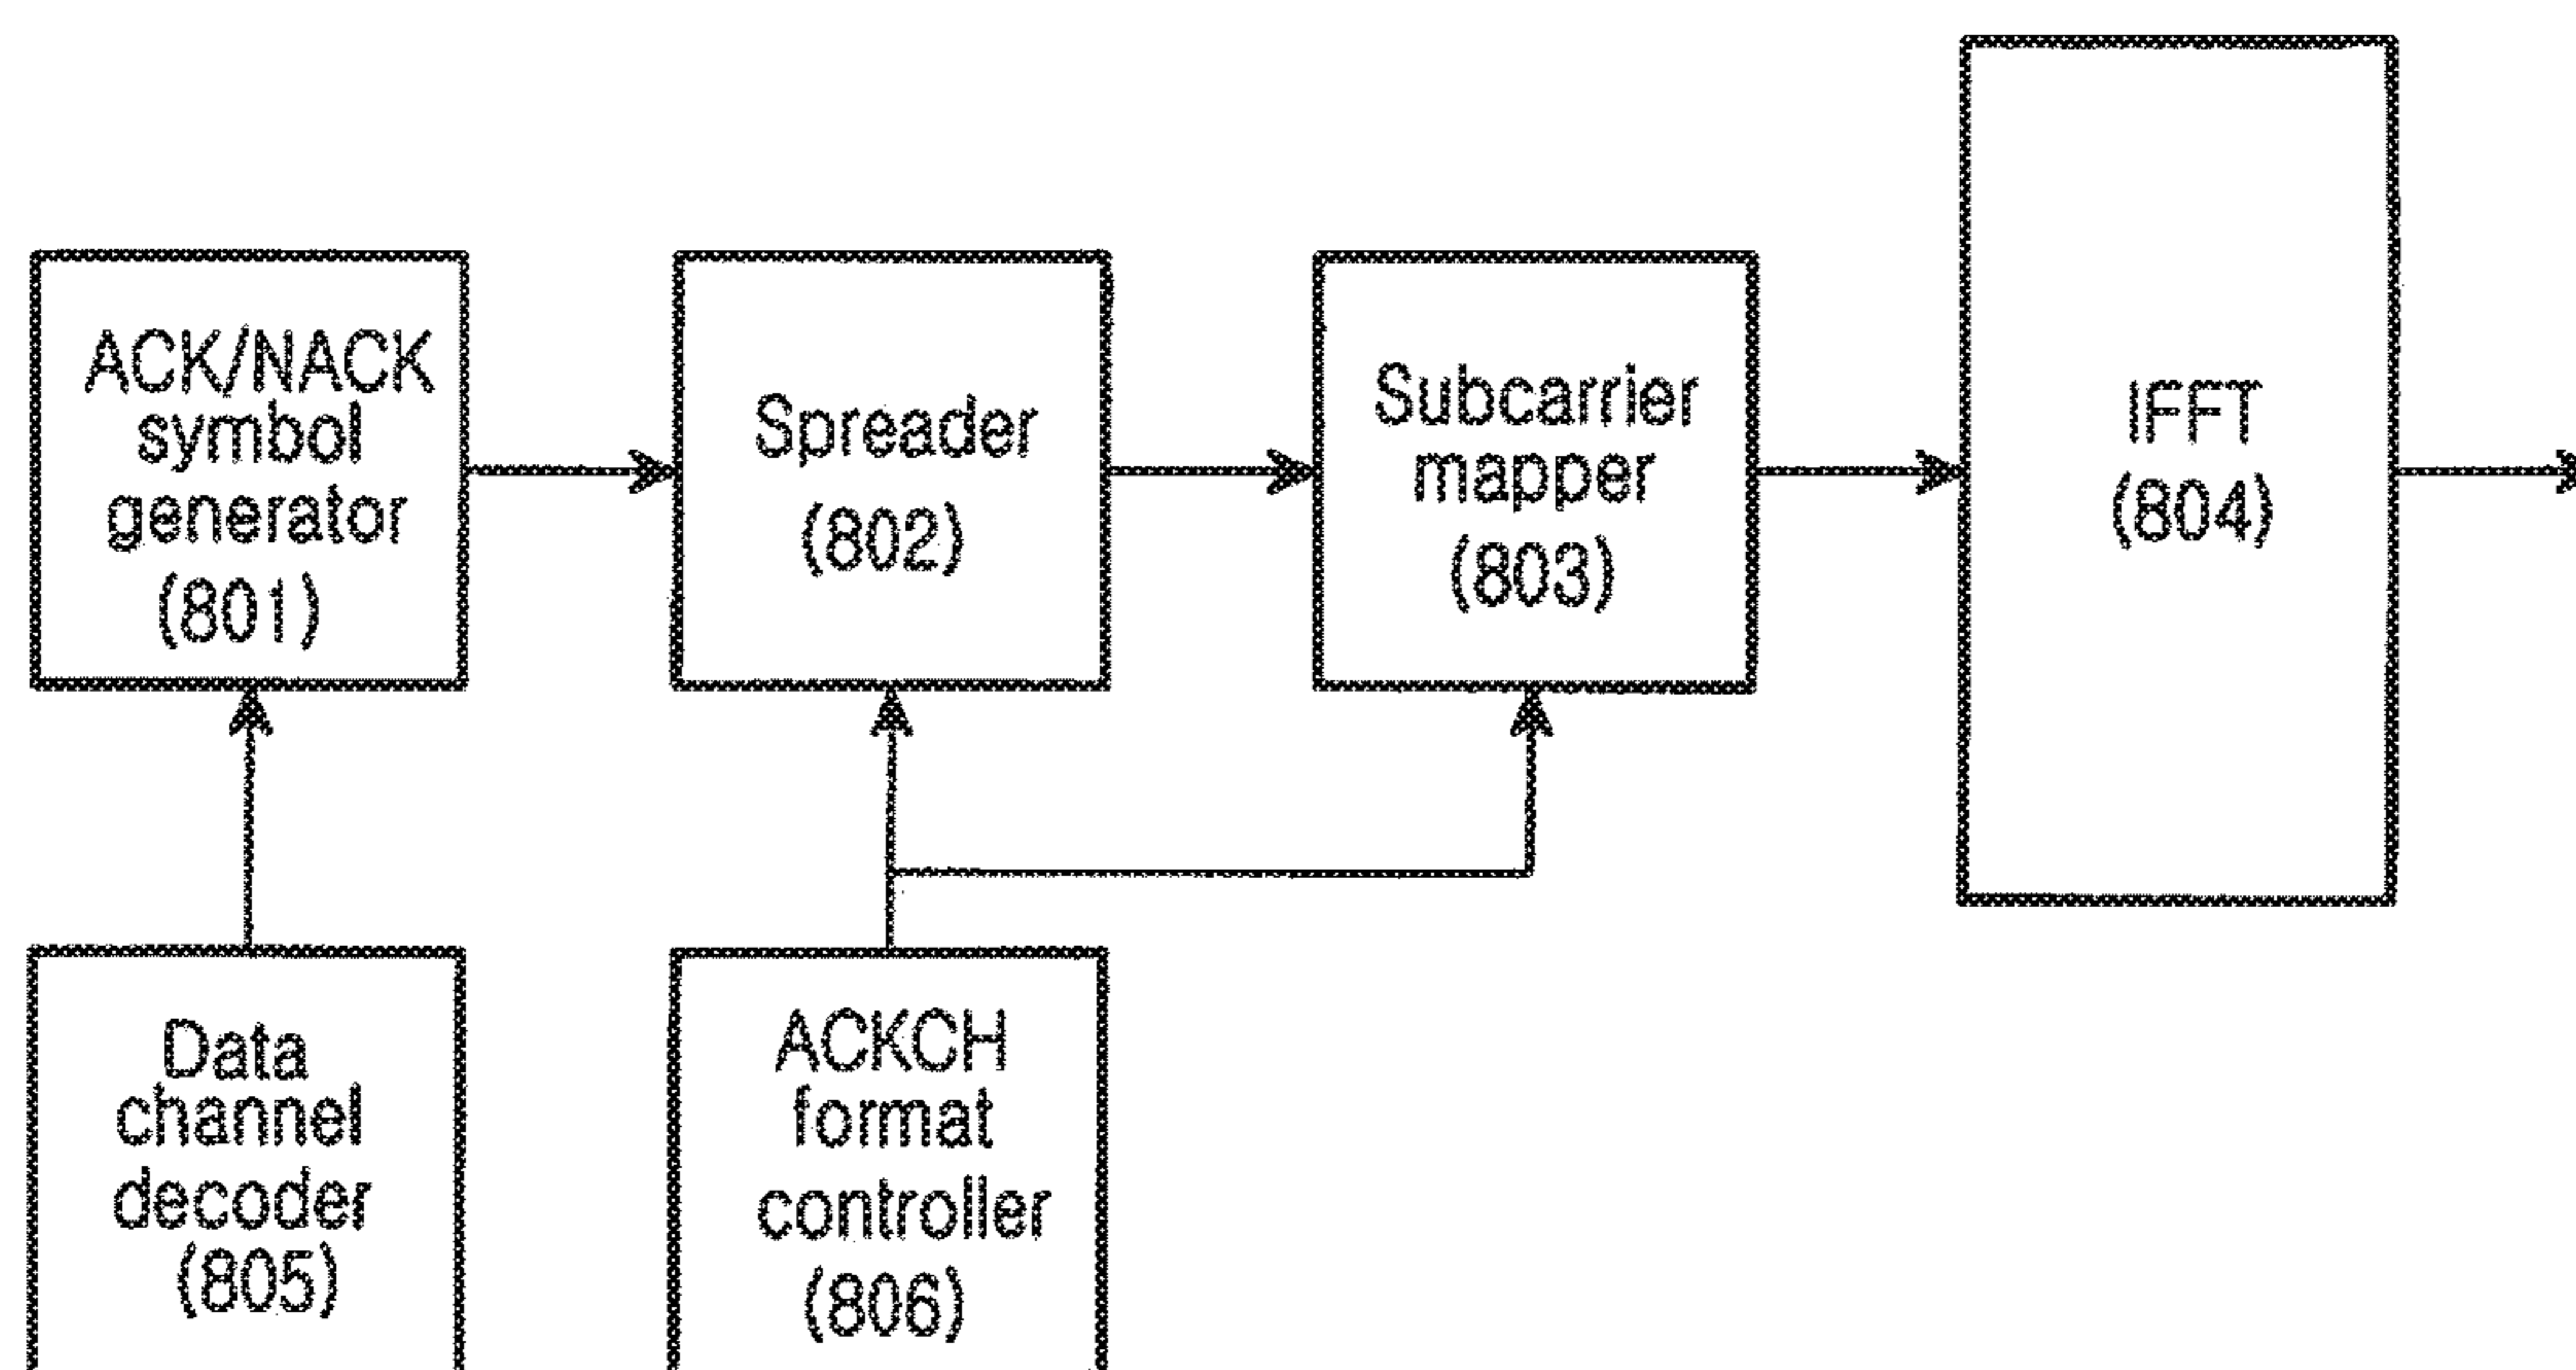 ACK/NACK
symbol
generator
(801)
Spreader
(802)
Subcarrier
mapper
(803)
IFFT
(804)
Data
channel
decoder
(805)
ACKCH
format
controller
(806)